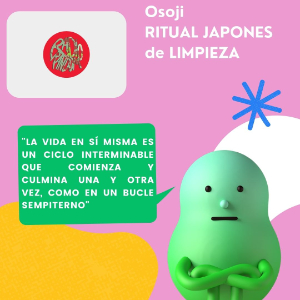 Osoji
RITUAL JAPONES
de LIMPIEZA
"LA VIDA EN SÍ MISMA ES
UN CICLO INTERMINABLE
QUE COMIENZA Y
CULMINA UNA Y OTRA
VEZ, COMO EN UN BUCLE
SEMPITERNO"